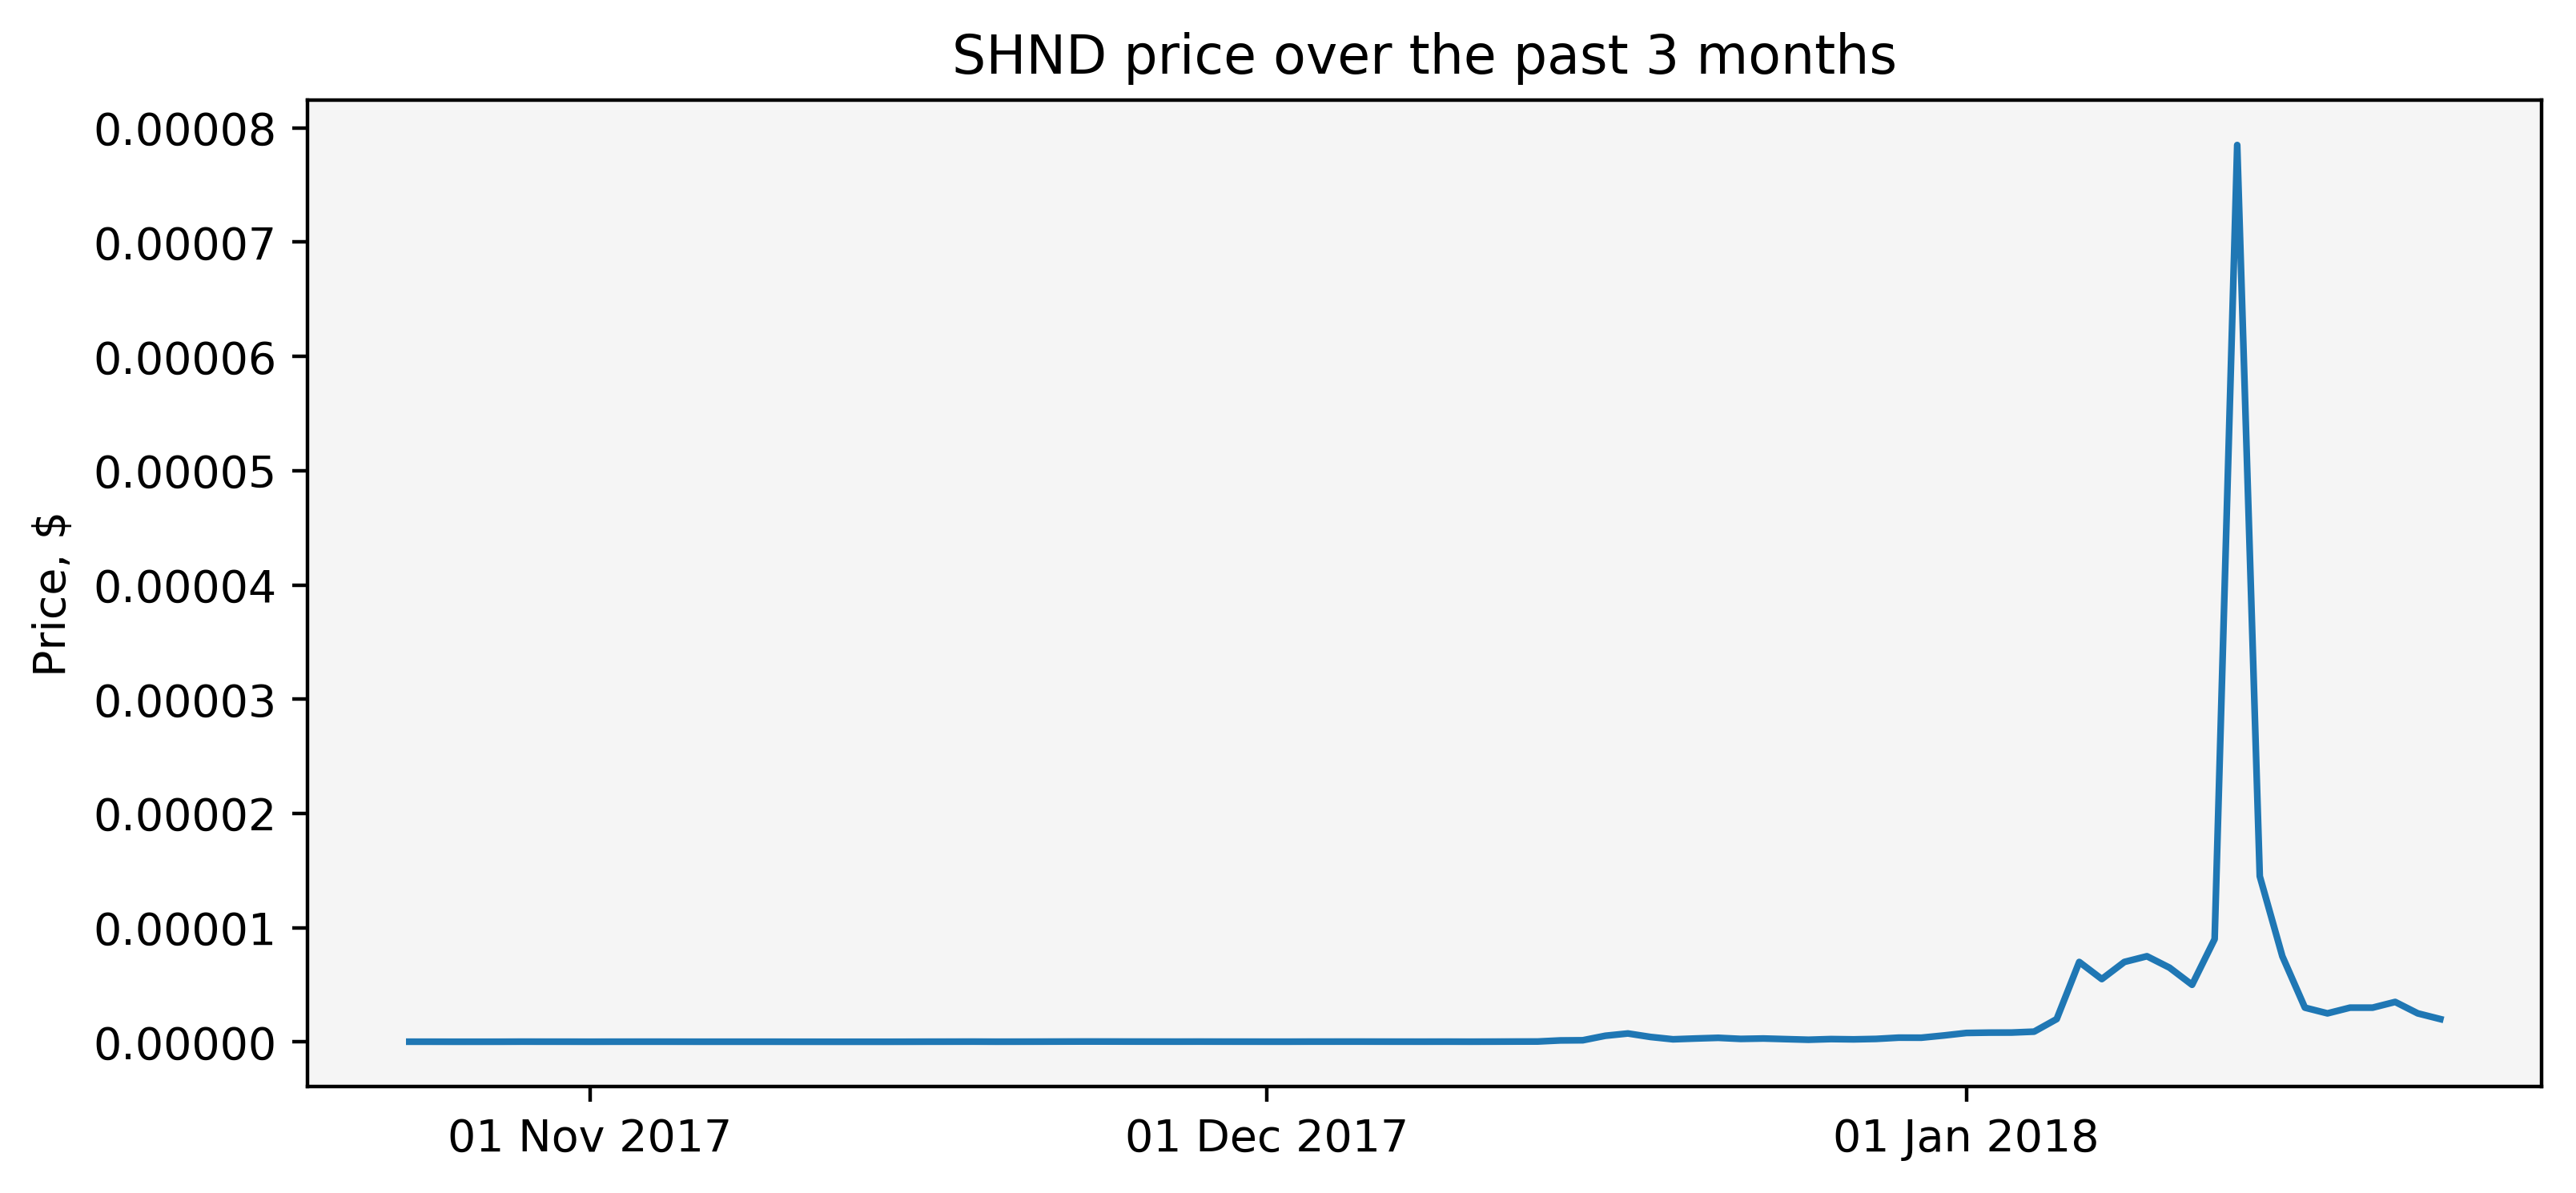 SHND price over the past 3 months
Price, $
0.00008
0.00007
0.00006
0.00005
0.00004
0.00003
0.00002
0.00001
0.00000
01 Nov 2017
01 Dec 2017
01 Jan 2018